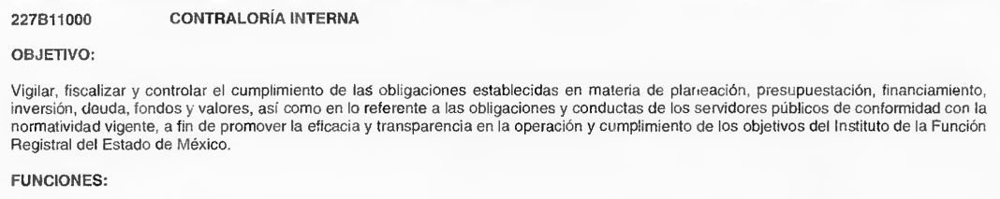 227B11000 CONTRALORÍA INTERNA
OBJETIVO:
Vigilar, fiscalizar y controlar el cumplimiento de las obligaciones establecidas en materia de planeación, presupuestación, financiamiento,
inversión, deuda, fondos y valores, así como en lo referente a las obligaciones y conductas de los servidores públicos de conformidad con la
normatividad vigente, a fin de promover la eficacia y transparencia en la operación y cumplimiento de los objetivos del Instituto de la Función
Registral del Estado de México.
FUNCIONES: